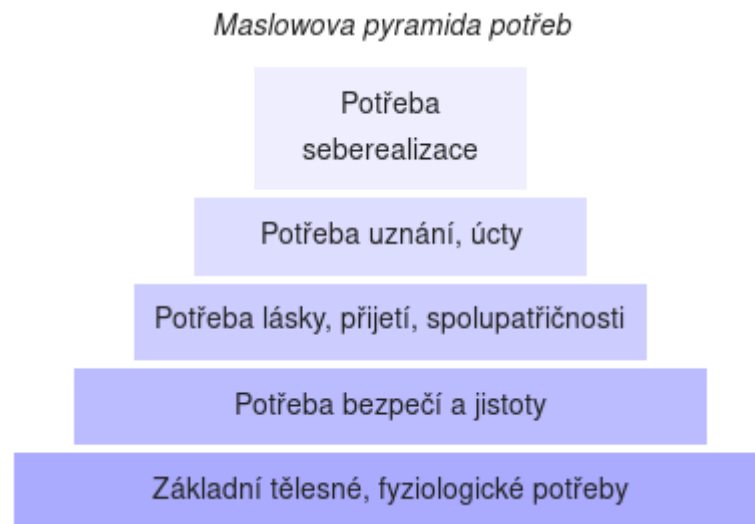 Maslowova pyramida potřeb
Potřeba
seberealizace
Potřeba uznání, úcty
Potřeba lásky, přijetí, spolupatřičnosti
Potřeba bezpečí a jistoty
Základní tělesné, fyziologické potřeby